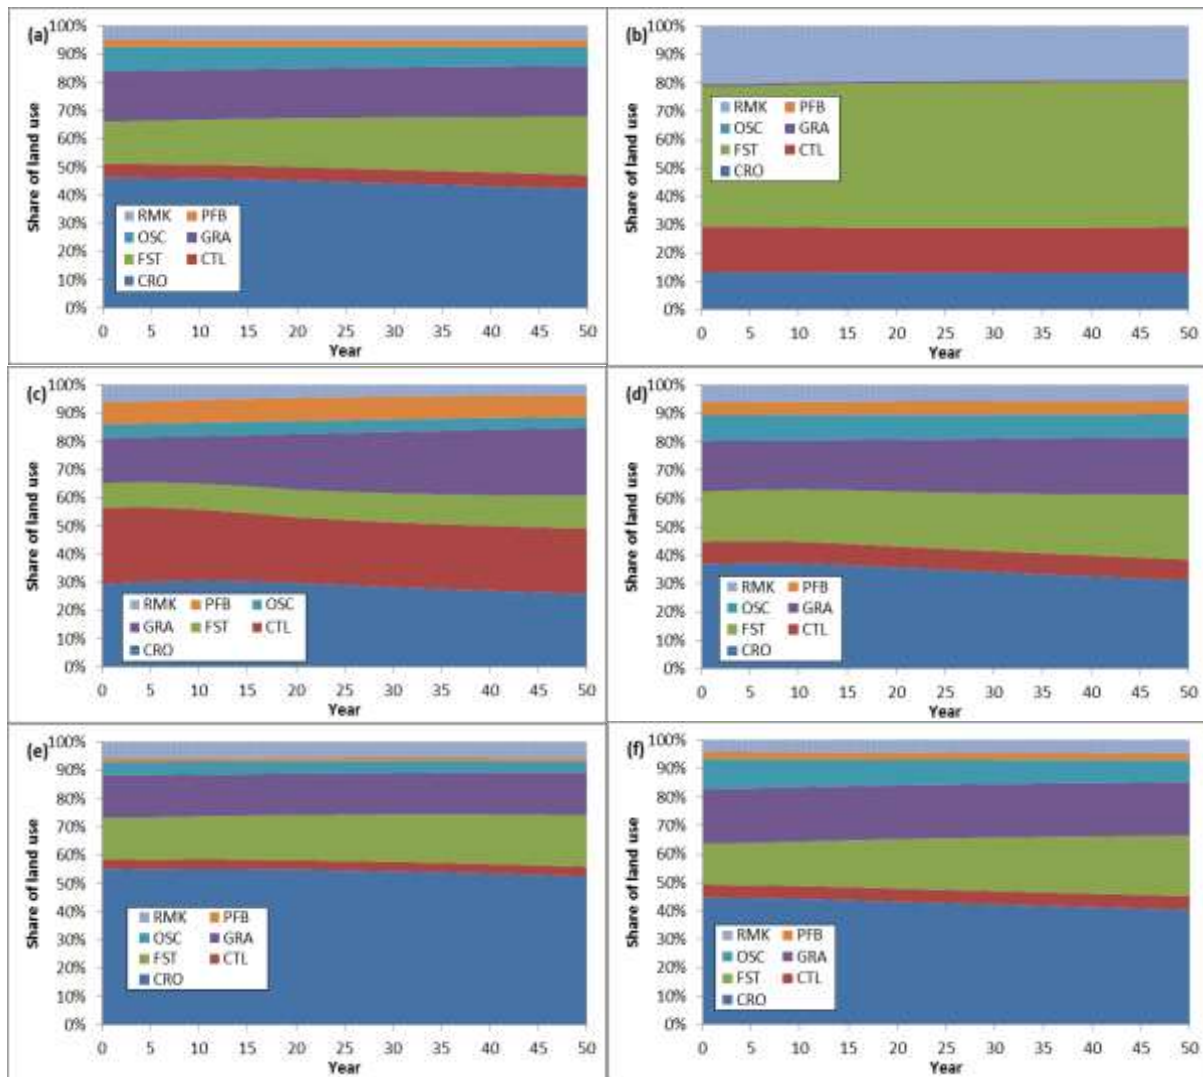 (a)
Share of land use
100%
90%
80%
70%
60%
50%
40%
30%
20%
10%
0%
RMK PFB
OSC GRA
FST CTL
CRO
0 5 10 15 20 25 30 35 40 45 50
Year
(b)
Share of land use
100%
90%
80%
70%
60%
50%
40%
30%
20%
10%
0%
RMK PFB
OSC GRA
FST CTL
CRO
0 5 10 15 20 25 30 35 40 45 50
Year
(c)
Share of land use
100%
90%
80%
70%
60%
50%
40%
30%
20%
10%
0%
RMK PFB OSC
GRA FST CTL
CRO
0 5 10 15 20 25 30 35 40 45 50
Year
(d)
Share of land use
100%
90%
80%
70%
60%
50%
40%
30%
20%
10%
0%
RMK PFB
OSC GRA
FST CTL
CRO
0 5 10 15 20 25 30 35 40 45 50
Year
(e)
Share of land use
100%
90%
80%
70%
60%
50%
40%
30%
20%
10%
0%
RMK PFB
OSC GRA
FST CTL
CRO
0 5 10 15 20 25 30 35 40 45 50
Year
(f)
Share of land use
100%
90%
80%
70%
60%
50%
40%
30%
20%
10%
0%
RMK PFB
OSC GRA
FST CTL
CRO
0 5 10 15 20 25 30 35 40 45 50
Year